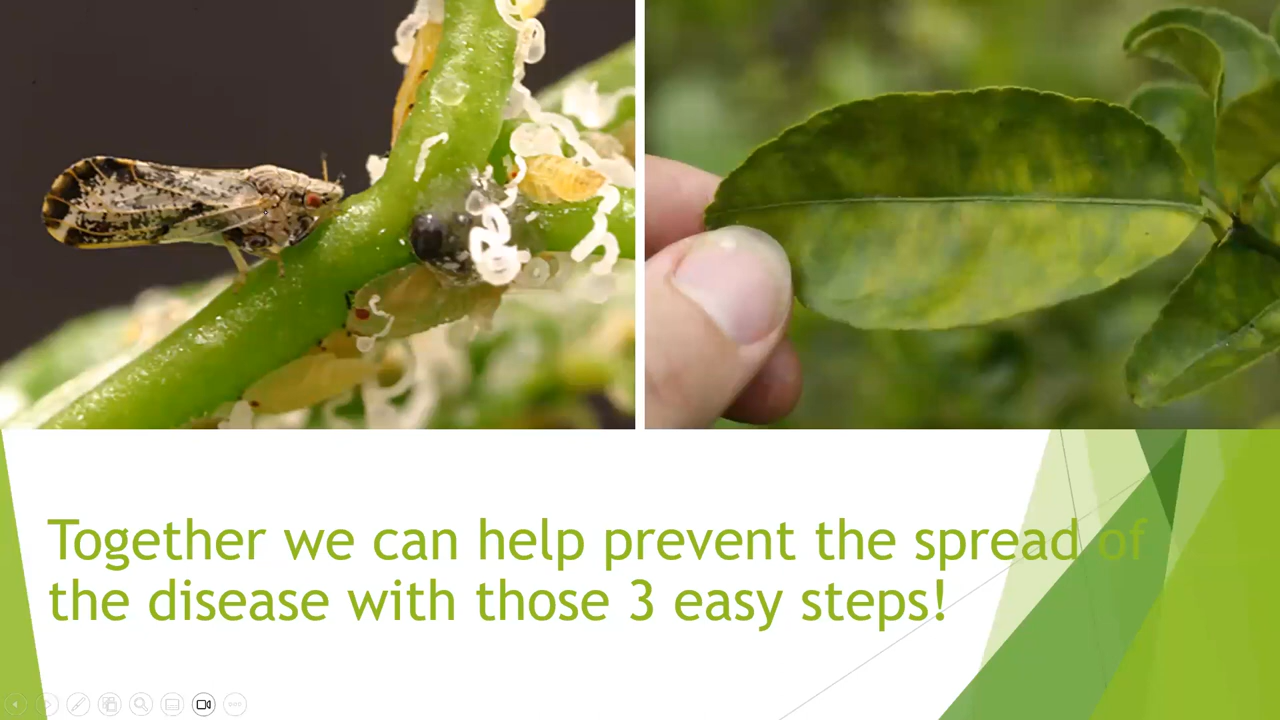 Together we can help prevent the spread of
the disease with those 3 easy steps!